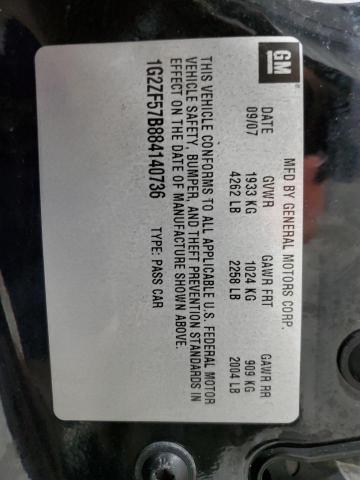 GM
MFD BY GENERAL MOTORS CORP.
DATE GVWR GAWR FRT GAWR RR
09/07 1933 KG 1024 KG 909 KG
4262 LB 2258 LB 2004 LB
THIS VEHICLE CONFORMS TO ALL APPLICABLE U.S. FEDERAL MOTOR
VEHICLE SAFETY, BUMPER, AND THEFT PREVENTION STANDARDS IN
EFFECT ON THE DATE OF MANUFACTURE SHOWN ABOVE.
1G2ZF57B884140736 TYPE: PASS CAR